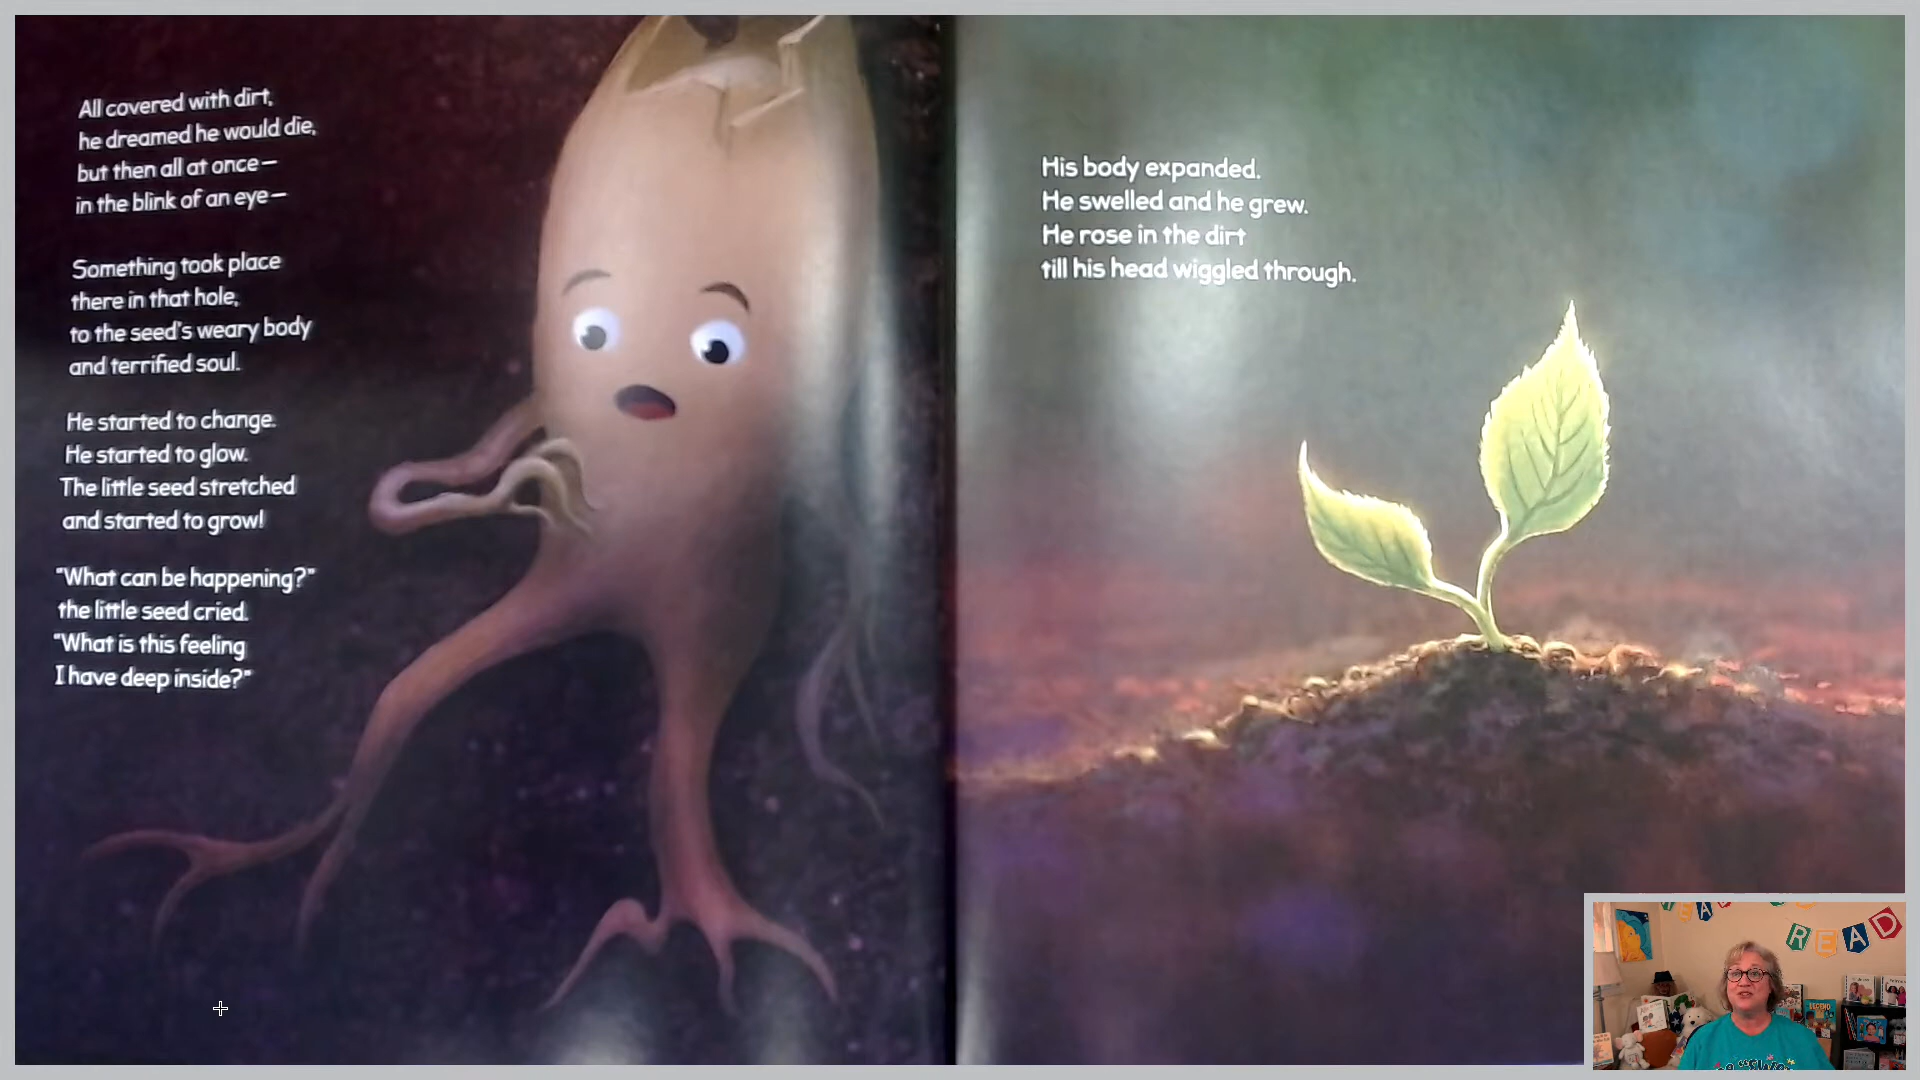 All covered with dirt,
he dreamed he would die,
but then all at once—
in the blink of an eye—
Something took place
there in that hole,
to the seed's weary body
and terrified soul.
He started to change.
He started to glow.
The little seed stretched
and started to grow!
"What can be happening?"
the little seed cried.
"What is this feeling
I have deep inside?"
His body expanded.
He swelled and he grew.
He rose in the dirt
till his head wiggled through.
READ